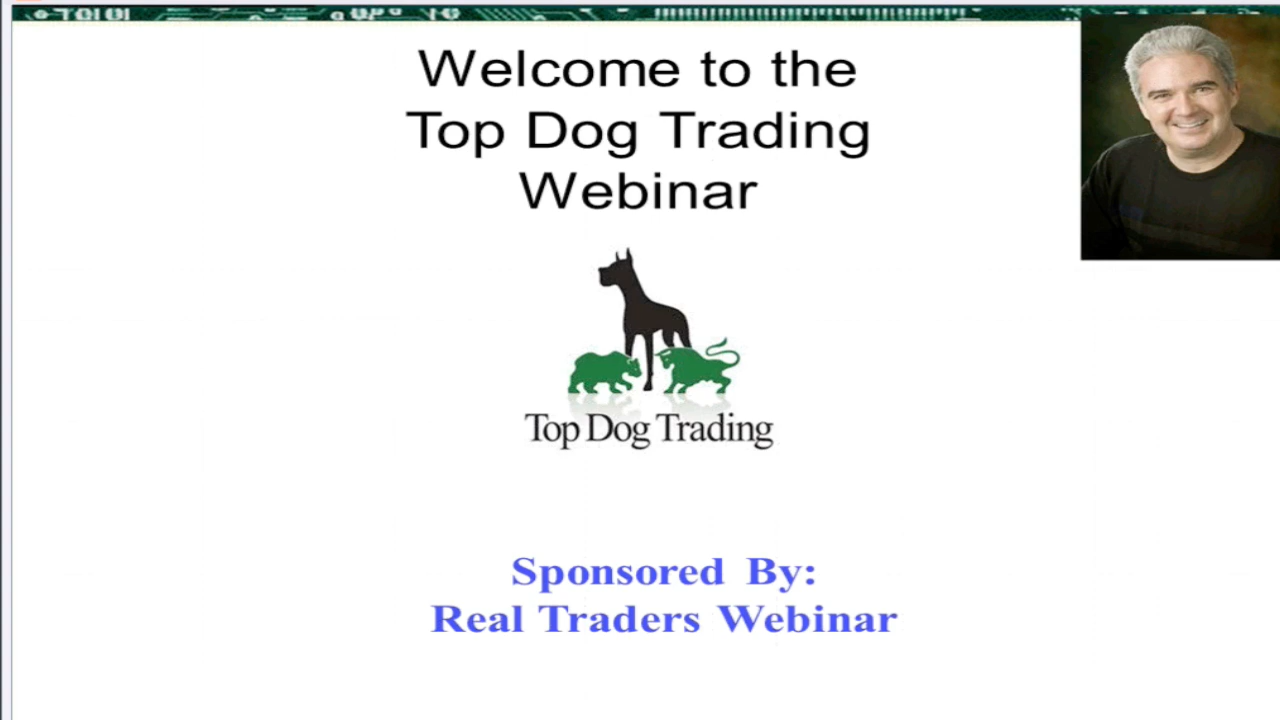 Welcome to the
Top Dog Trading
Webinar
Top Dog Trading
Sponsored By:
Real Traders Webinar